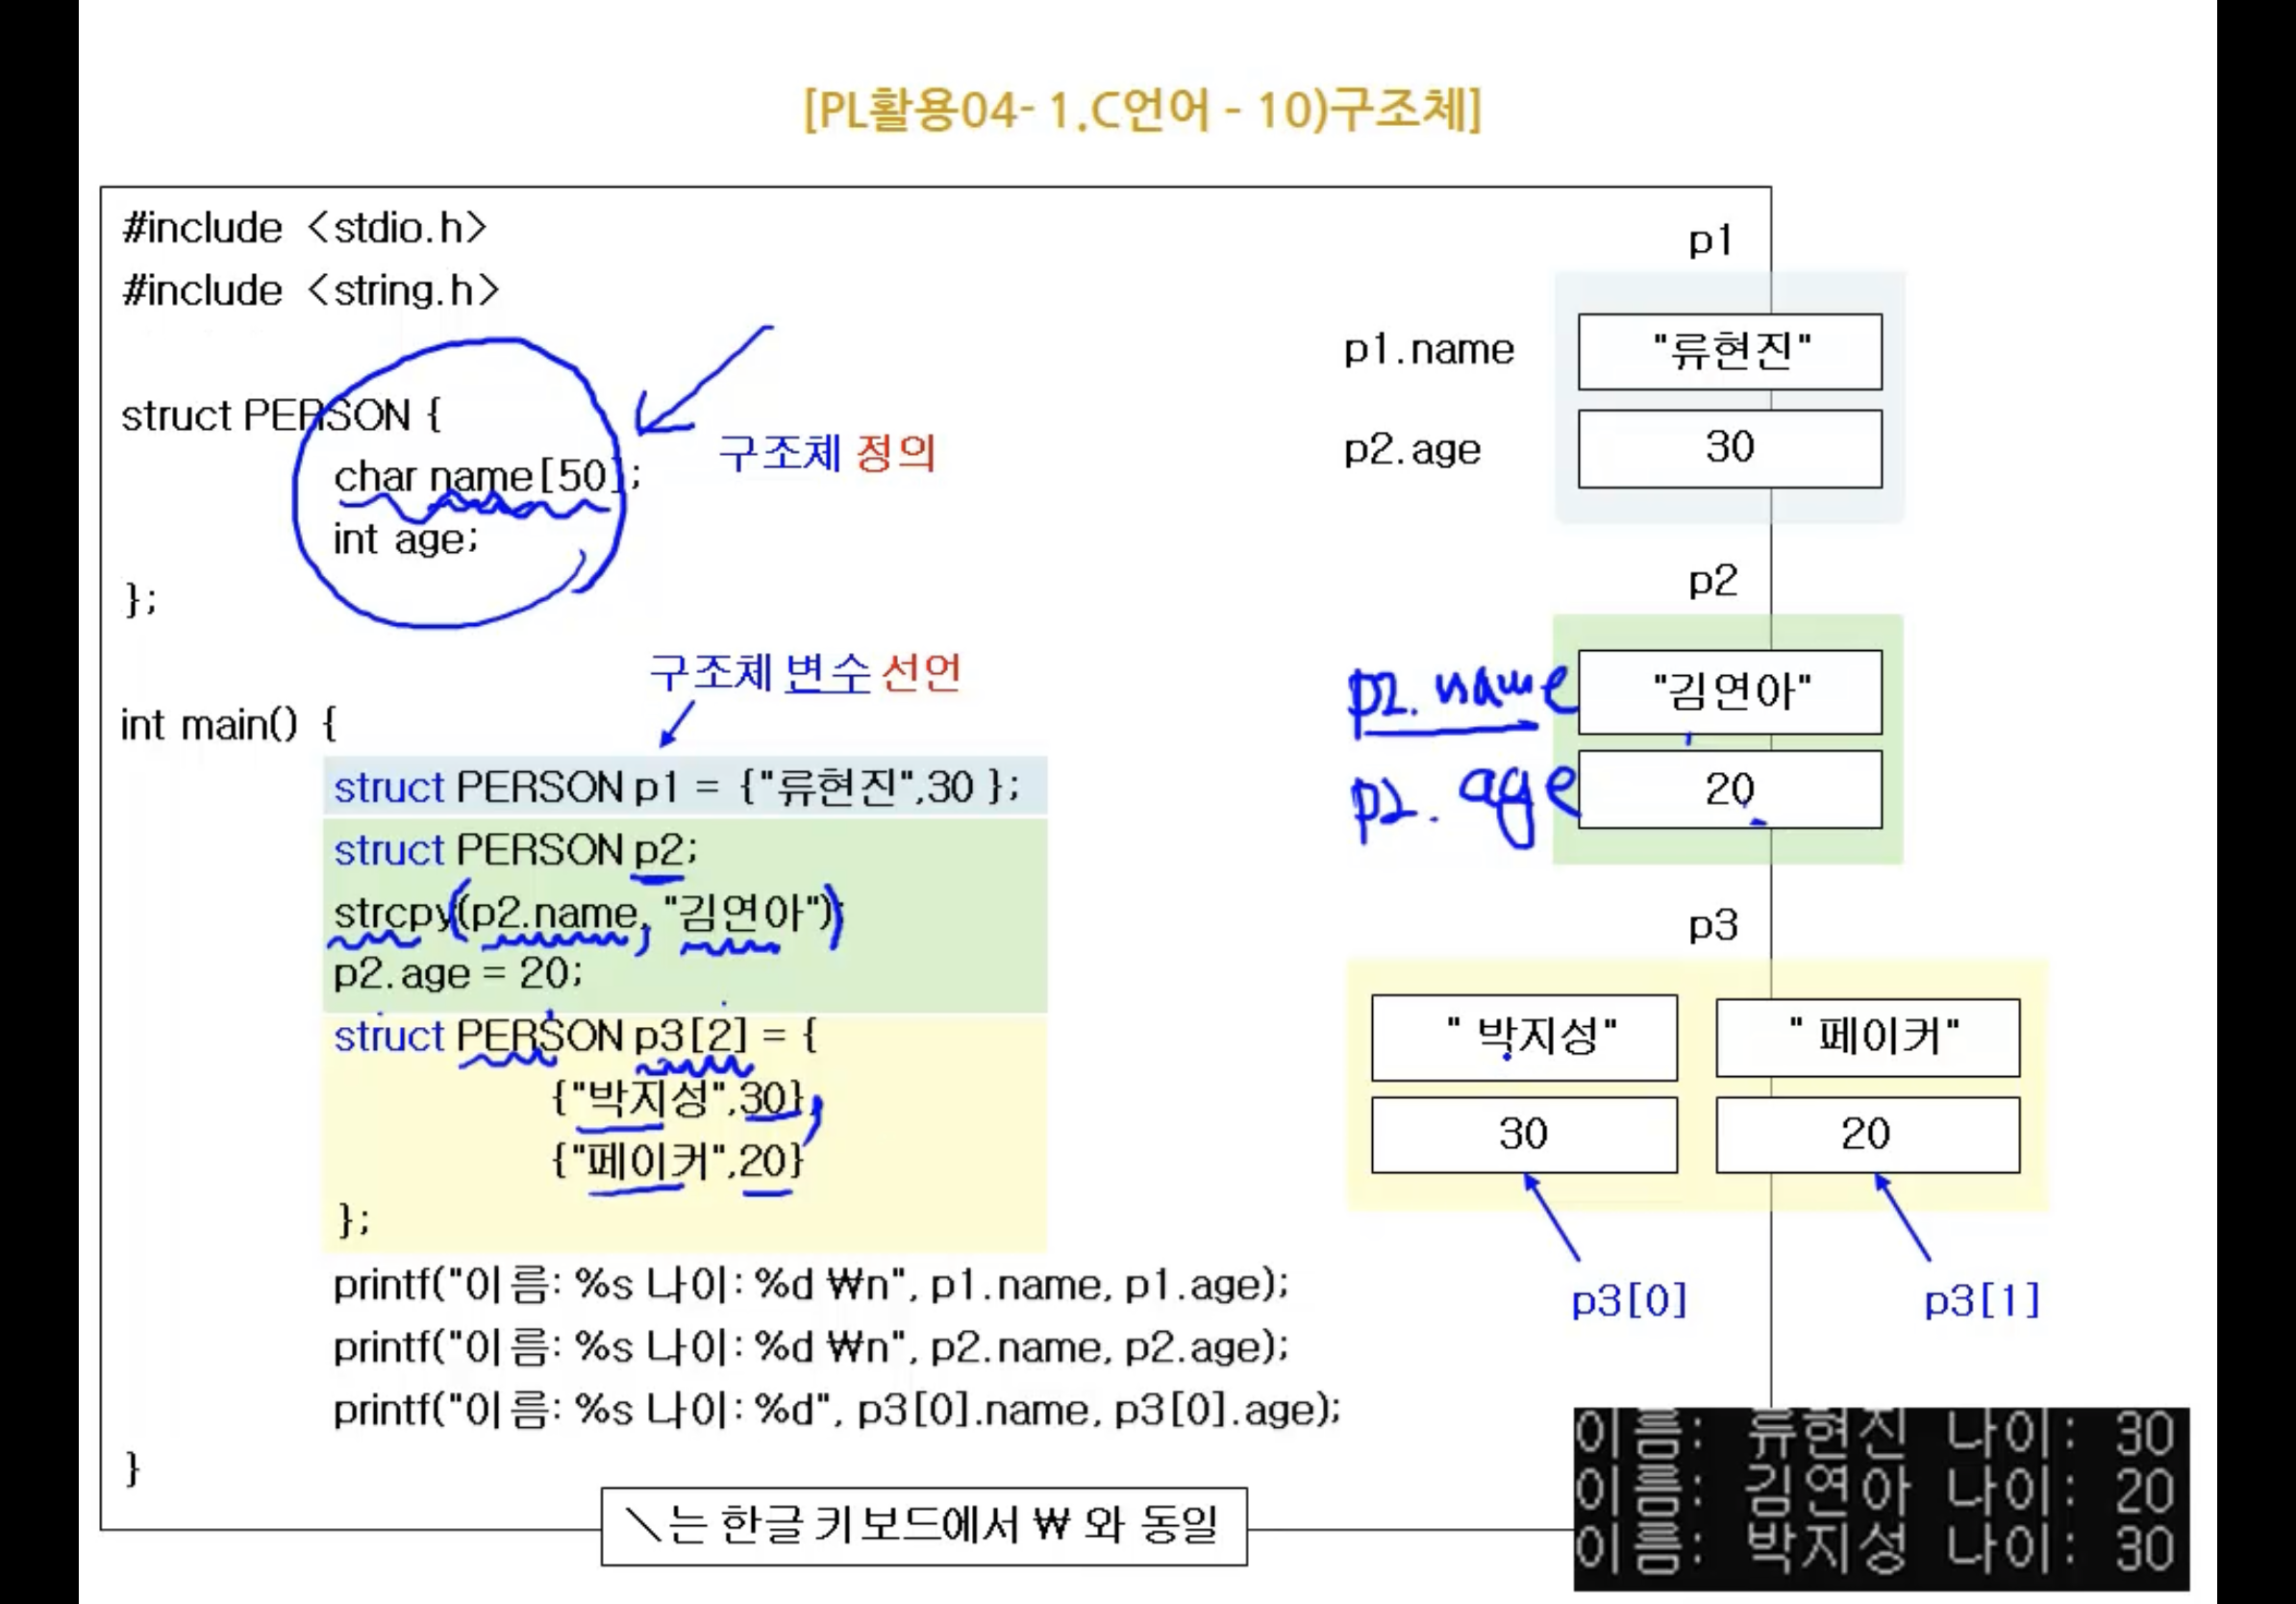 [PL활용04- 1.C언어 - 10)구조체]
#include <stdio.h>
#include <string.h>
struct PERSON {
char name[50];
int age;
};
구조체 정의
구조체 변수 선언
int main() {
struct PERSON p1 = {"류현진",30 };
struct PERSON p2;
strcpy(p2.name, "김연아");
p2.age = 20;
struct PERSON p3[2] = {
{"박지성",30},
{"페이커",20}
};
printf("이름: %s 나이: %d ₩n", p1.name, p1.age);
printf("이름: %s 나이: %d ₩n", p2.name, p2.age);
printf("이름: %s 나이: %d", p3[0].name, p3[0].age);
}
\는 한글 키보드에서 ₩ 와 동일
p1
p1.name "류현진"
p2.age 30
p2
p2. name "김연아"
p2. age 20
p3
" 박지성" " 페이커"
30 20
p3[0] p3[1]
이름: 류현진 나이: 30
이름: 김연아 나이: 20
이름: 박지성 나이: 30